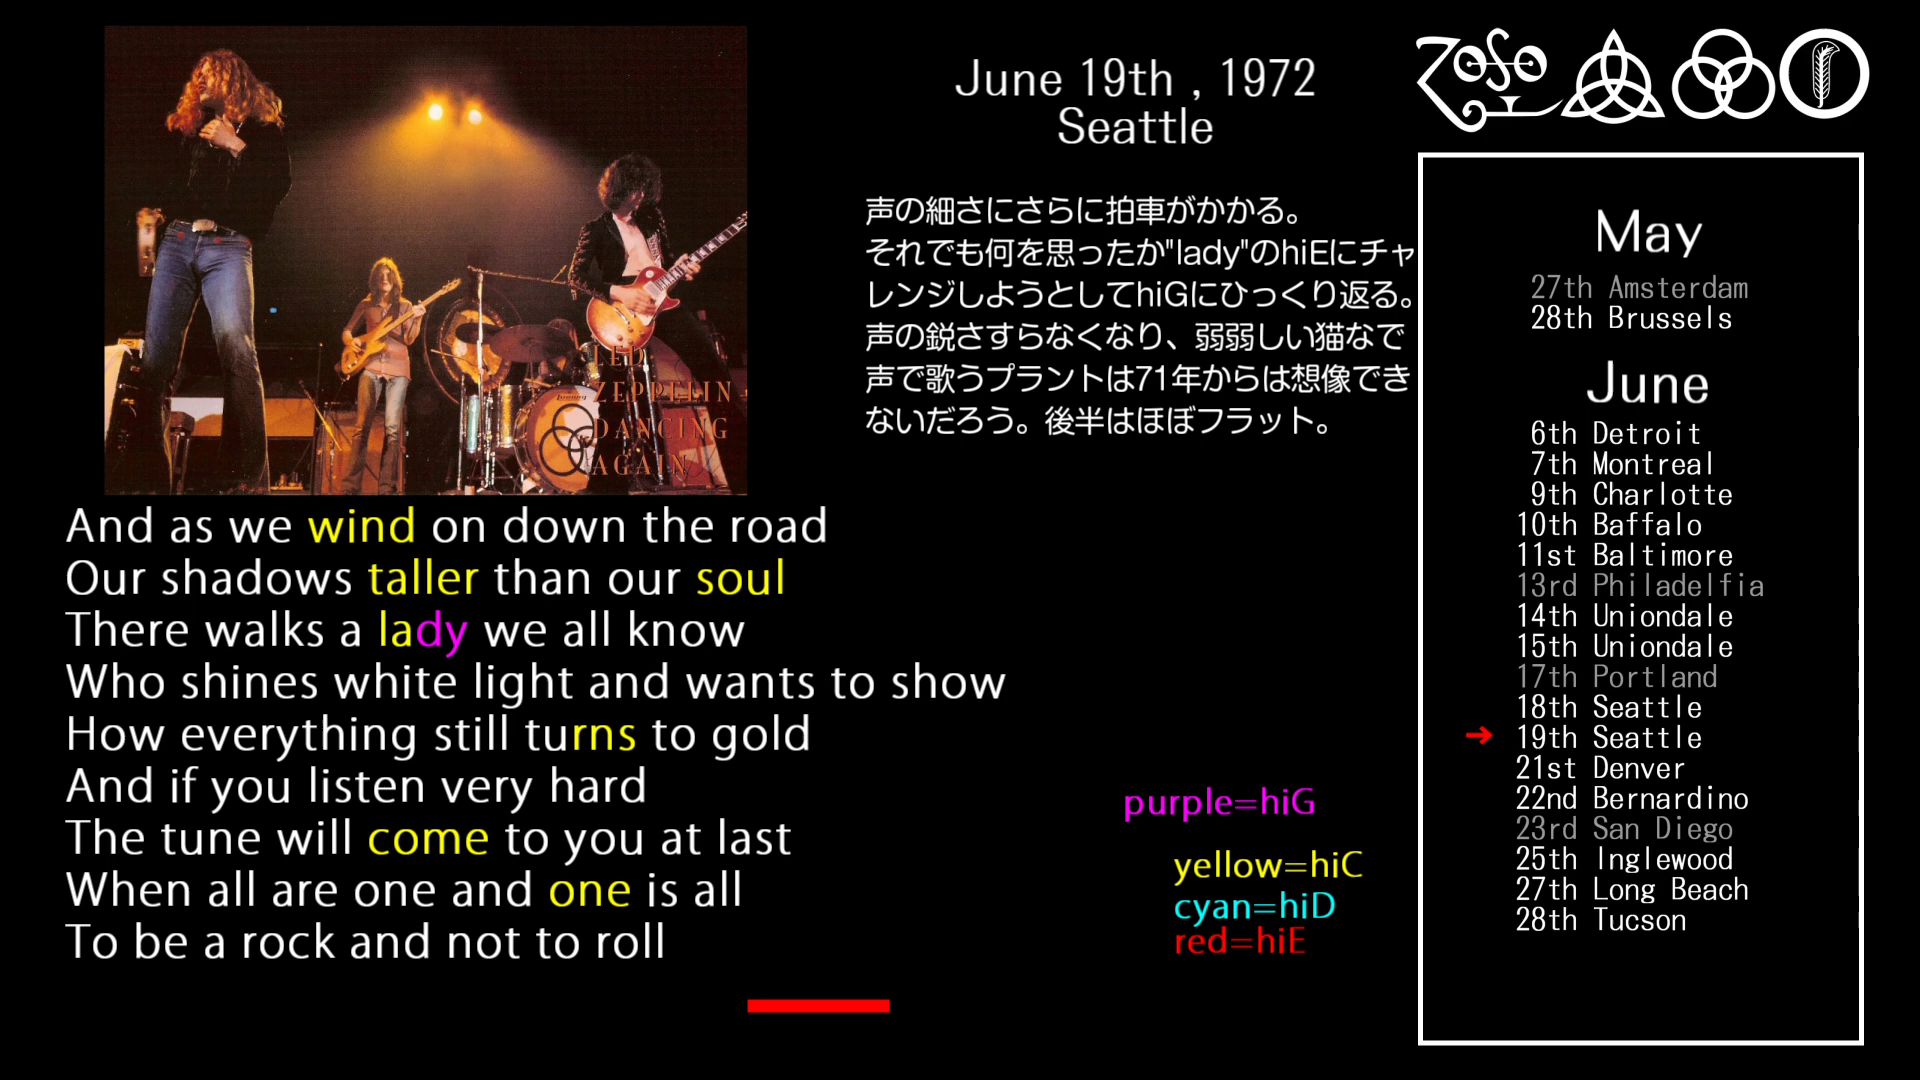 LED
ZEPPELIN
DANCING
AGAIN
June 19th , 1972
Seattle
声の細さにさらに拍車がかかる。
それでも何を思ったか"lady"のhiEにチャ
レンジしようとしてhiGにひっくり返る。
声の鋭さすらなくなり、弱弱しい猫なで
声で歌うプラントは71年からは想像でき
ないだろう。後半はほぼフラット。
And as we wind on down the road
Our shadows taller than our soul
There walks a lady we all know
Who shines white light and wants to show
How everything still turns to gold
And if you listen very hard
The tune will come to you at last
When all are one and one is all
To be a rock and not to roll
purple=hiG
yellow=hiC
cyan=hiD
red=hiE
ZOSO
May
27th Amsterdam
28th Brussels
June
6th Detroit
7th Montreal
9th Charlotte
10th Baffalo
11st Baltimore
13rd Philadelfia
14th Uniondale
15th Uniondale
17th Portland
18th Seattle
19th Seattle
21st Denver
22nd Bernardino
23rd San Diego
25th Inglewood
27th Long Beach
28th Tucson